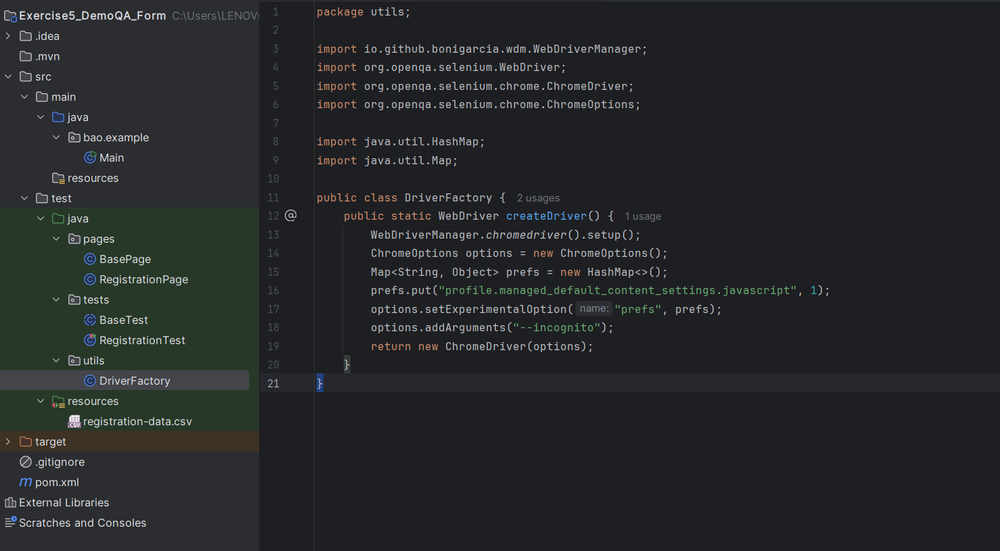 Exercise5_DemoQA_Form C:\Users\LENOVO
.idea
.mvn
src
main
java
bao.example
Main
resources
test
java
pages
BasePage
RegistrationPage
tests
BaseTest
RegistrationTest
utils
DriverFactory
resources
registration-data.csv
target
.gitignore
pom.xml
External Libraries
Scratches and Consoles
1 package utils;
2
3 import io.github.bonigarcia.wdm.WebDriverManager;
4 import org.openqa.selenium.WebDriver;
5 import org.openqa.selenium.chrome.ChromeDriver;
6 import org.openqa.selenium.chrome.ChromeOptions;
7
8 import java.util.HashMap;
9 import java.util.Map;
10
11 public class DriverFactory { 2 usages
12 @ public static WebDriver createDriver() { 1 usage
13 WebDriverManager.chromedriver().setup();
14 ChromeOptions options = new ChromeOptions();
15 Map<String, Object> prefs = new HashMap<>();
16 prefs.put("profile.managed_default_content_settings.javascript", 1);
17 options.setExperimentalOption( name: "prefs", prefs);
18 options.addArguments("--incognito");
19 return new ChromeDriver(options);
20 }
21 }